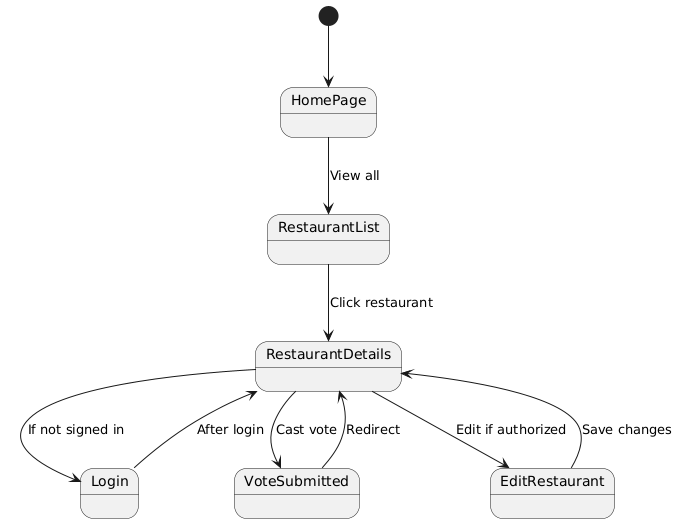 HomePage
View all
RestaurantList
Click restaurant
RestaurantDetails
If not signed in
After login
Cast vote
Redirect
Edit if authorized
Save changes
Login
VoteSubmitted
EditRestaurant